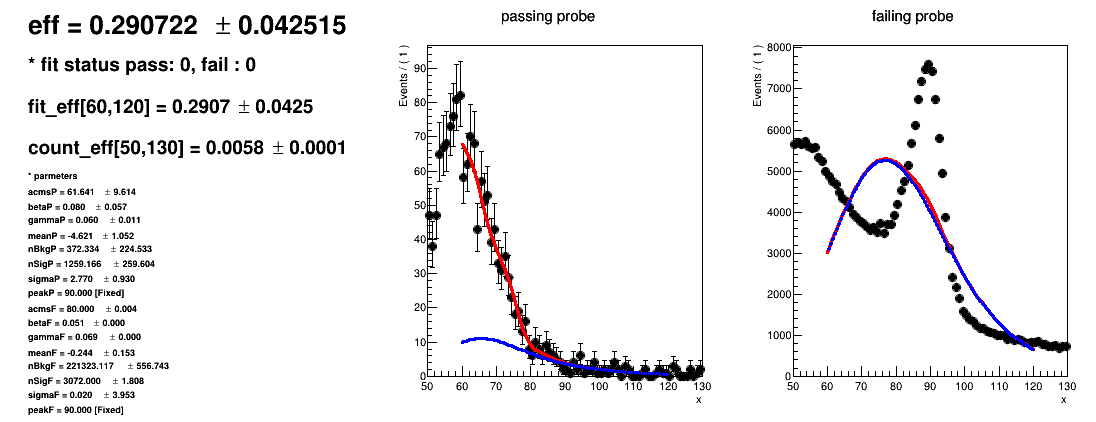 eff = 0.290722 ± 0.042515
* fit status pass: 0, fail : 0
fit_eff[60,120] = 0.2907 ± 0.0425
count_eff[50,130] = 0.0058 ± 0.0001
* parmeters
acmsP = 61.641 ± 9.614
betaP = 0.080 ± 0.057
gammaP = 0.060 ± 0.011
meanP = -4.621 ± 1.052
nBkgP = 372.334 ± 224.533
nSigP = 1259.166 ± 259.604
sigmaP = 2.770 ± 0.930
peakP = 90.000 [Fixed]
acmsF = 80.000 ± 0.004
betaF = 0.051 ± 0.000
gammaF = 0.069 ± 0.000
meanF = -0.244 ± 0.153
nBkgF = 221323.117 ± 556.743
nSigF = 3072.000 ± 1.808
sigmaF = 0.020 ± 3.953
peakF = 90.000 [Fixed]
passing probe
Events / ( 1 )
90
80
70
60
50
40
30
20
10
0
50 60 70 80 90 100 110 120 130
x
failing probe
Events / ( 1 )
8000
7000
6000
5000
4000
3000
2000
1000
0
50 60 70 80 90 100 110 120 130
x